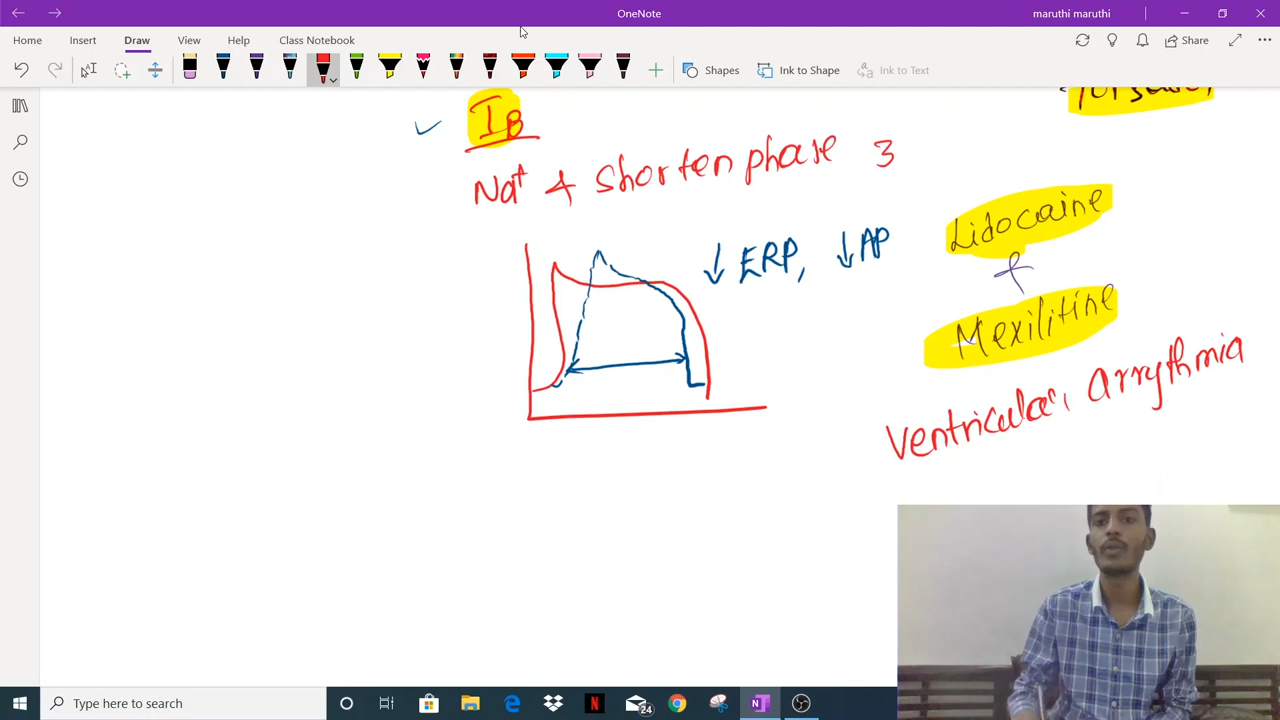 OneNote
maruthi maruthi
Home Insert Draw View Help Class Notebook
Share
Shapes Ink to Shape Ink to Text
IB
Na+ & shorten phase 3
↓ ERP, ↓ AP
Lidocaine
&
Mexilitine
Ventricular arrythmia
Type here to search
24